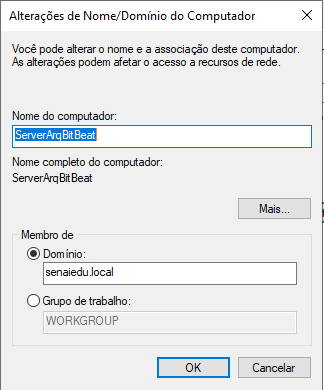 Alterações de Nome/Domínio do Computador
Você pode alterar o nome e a associação deste computador.
As alterações podem afetar o acesso a recursos de rede.
Nome do computador:
ServerArqBitBeat
Nome completo do computador:
ServerArqBitBeat
Mais...
Membro de
Domínio:
senaiedu.local
Grupo de trabalho:
WORKGROUP
OK
Cancelar